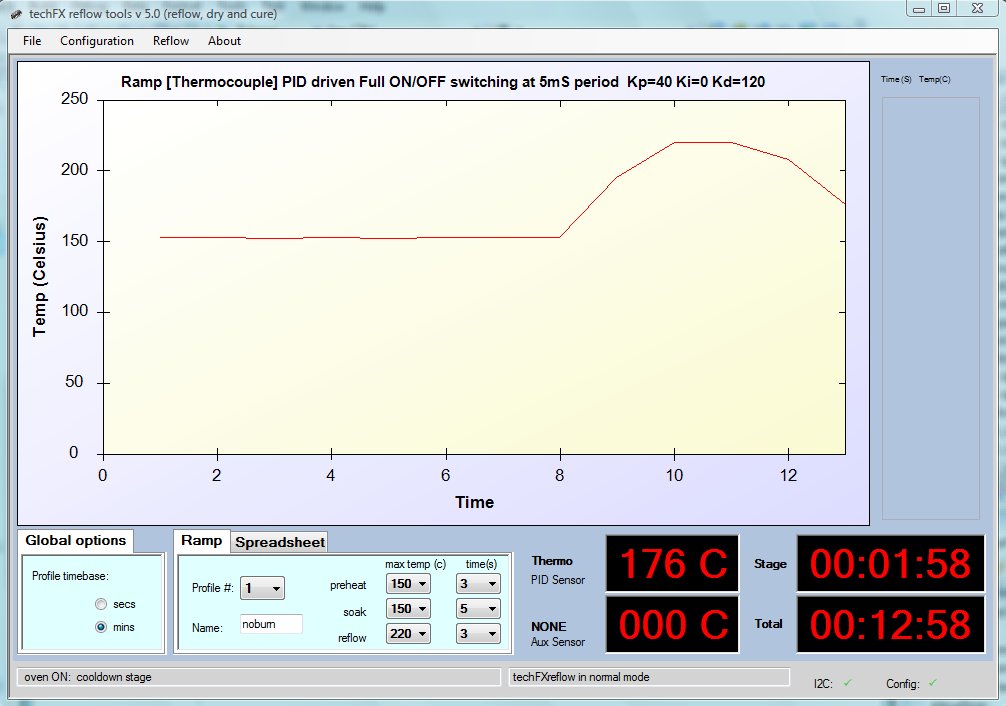 techFX reflow tools v 5.0 (reflow, dry and cure)
File Configuration Reflow About
Ramp [Thermocouple] PID driven Full ON/OFF switching at 5mS period Kp=40 Ki=0 Kd=120
Time (S) Temp(C)
250
200
150
100
50
0
Temp (Celsius)
0 2 4 6 8 10 12
Time
Global options
Profile timebase:
secs
mins
Ramp Spreadsheet
max temp (c) time(s)
Profile #: 1
preheat 150 3
soak 150 5
Name: noburn
reflow 220 3
Thermo
PID Sensor
176 C
Stage
00:01:58
NONE
Aux Sensor
000 C
Total
00:12:58
oven ON: cooldown stage
techFXreflow in normal mode
I2C: ✓
Config: ✓